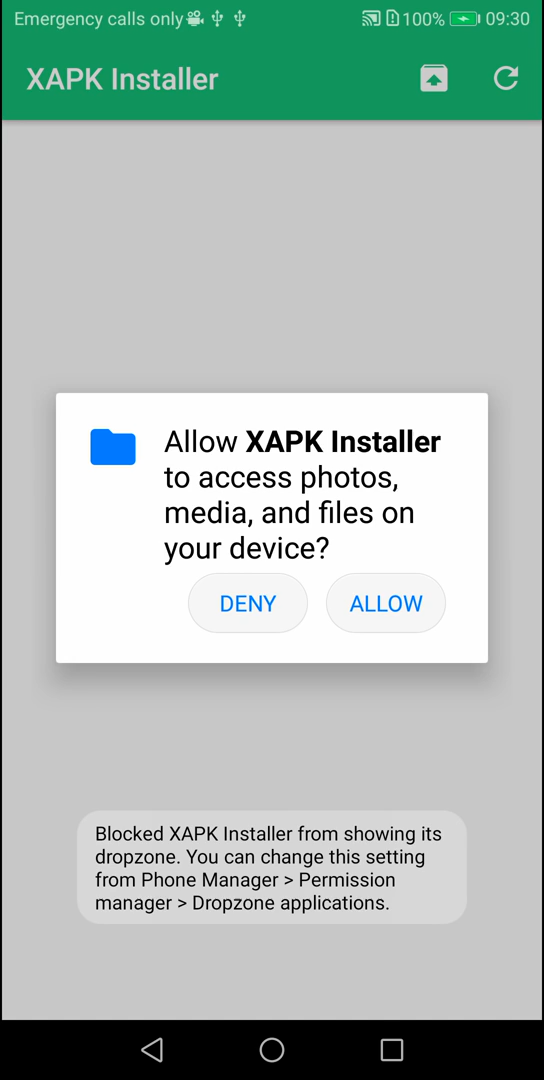 Emergency calls only 100% 09:30
XAPK Installer
Allow XAPK Installer
to access photos,
media, and files on
your device?
DENY ALLOW
Blocked XAPK Installer from showing its
dropzone. You can change this setting
from Phone Manager > Permission
manager > Dropzone applications.